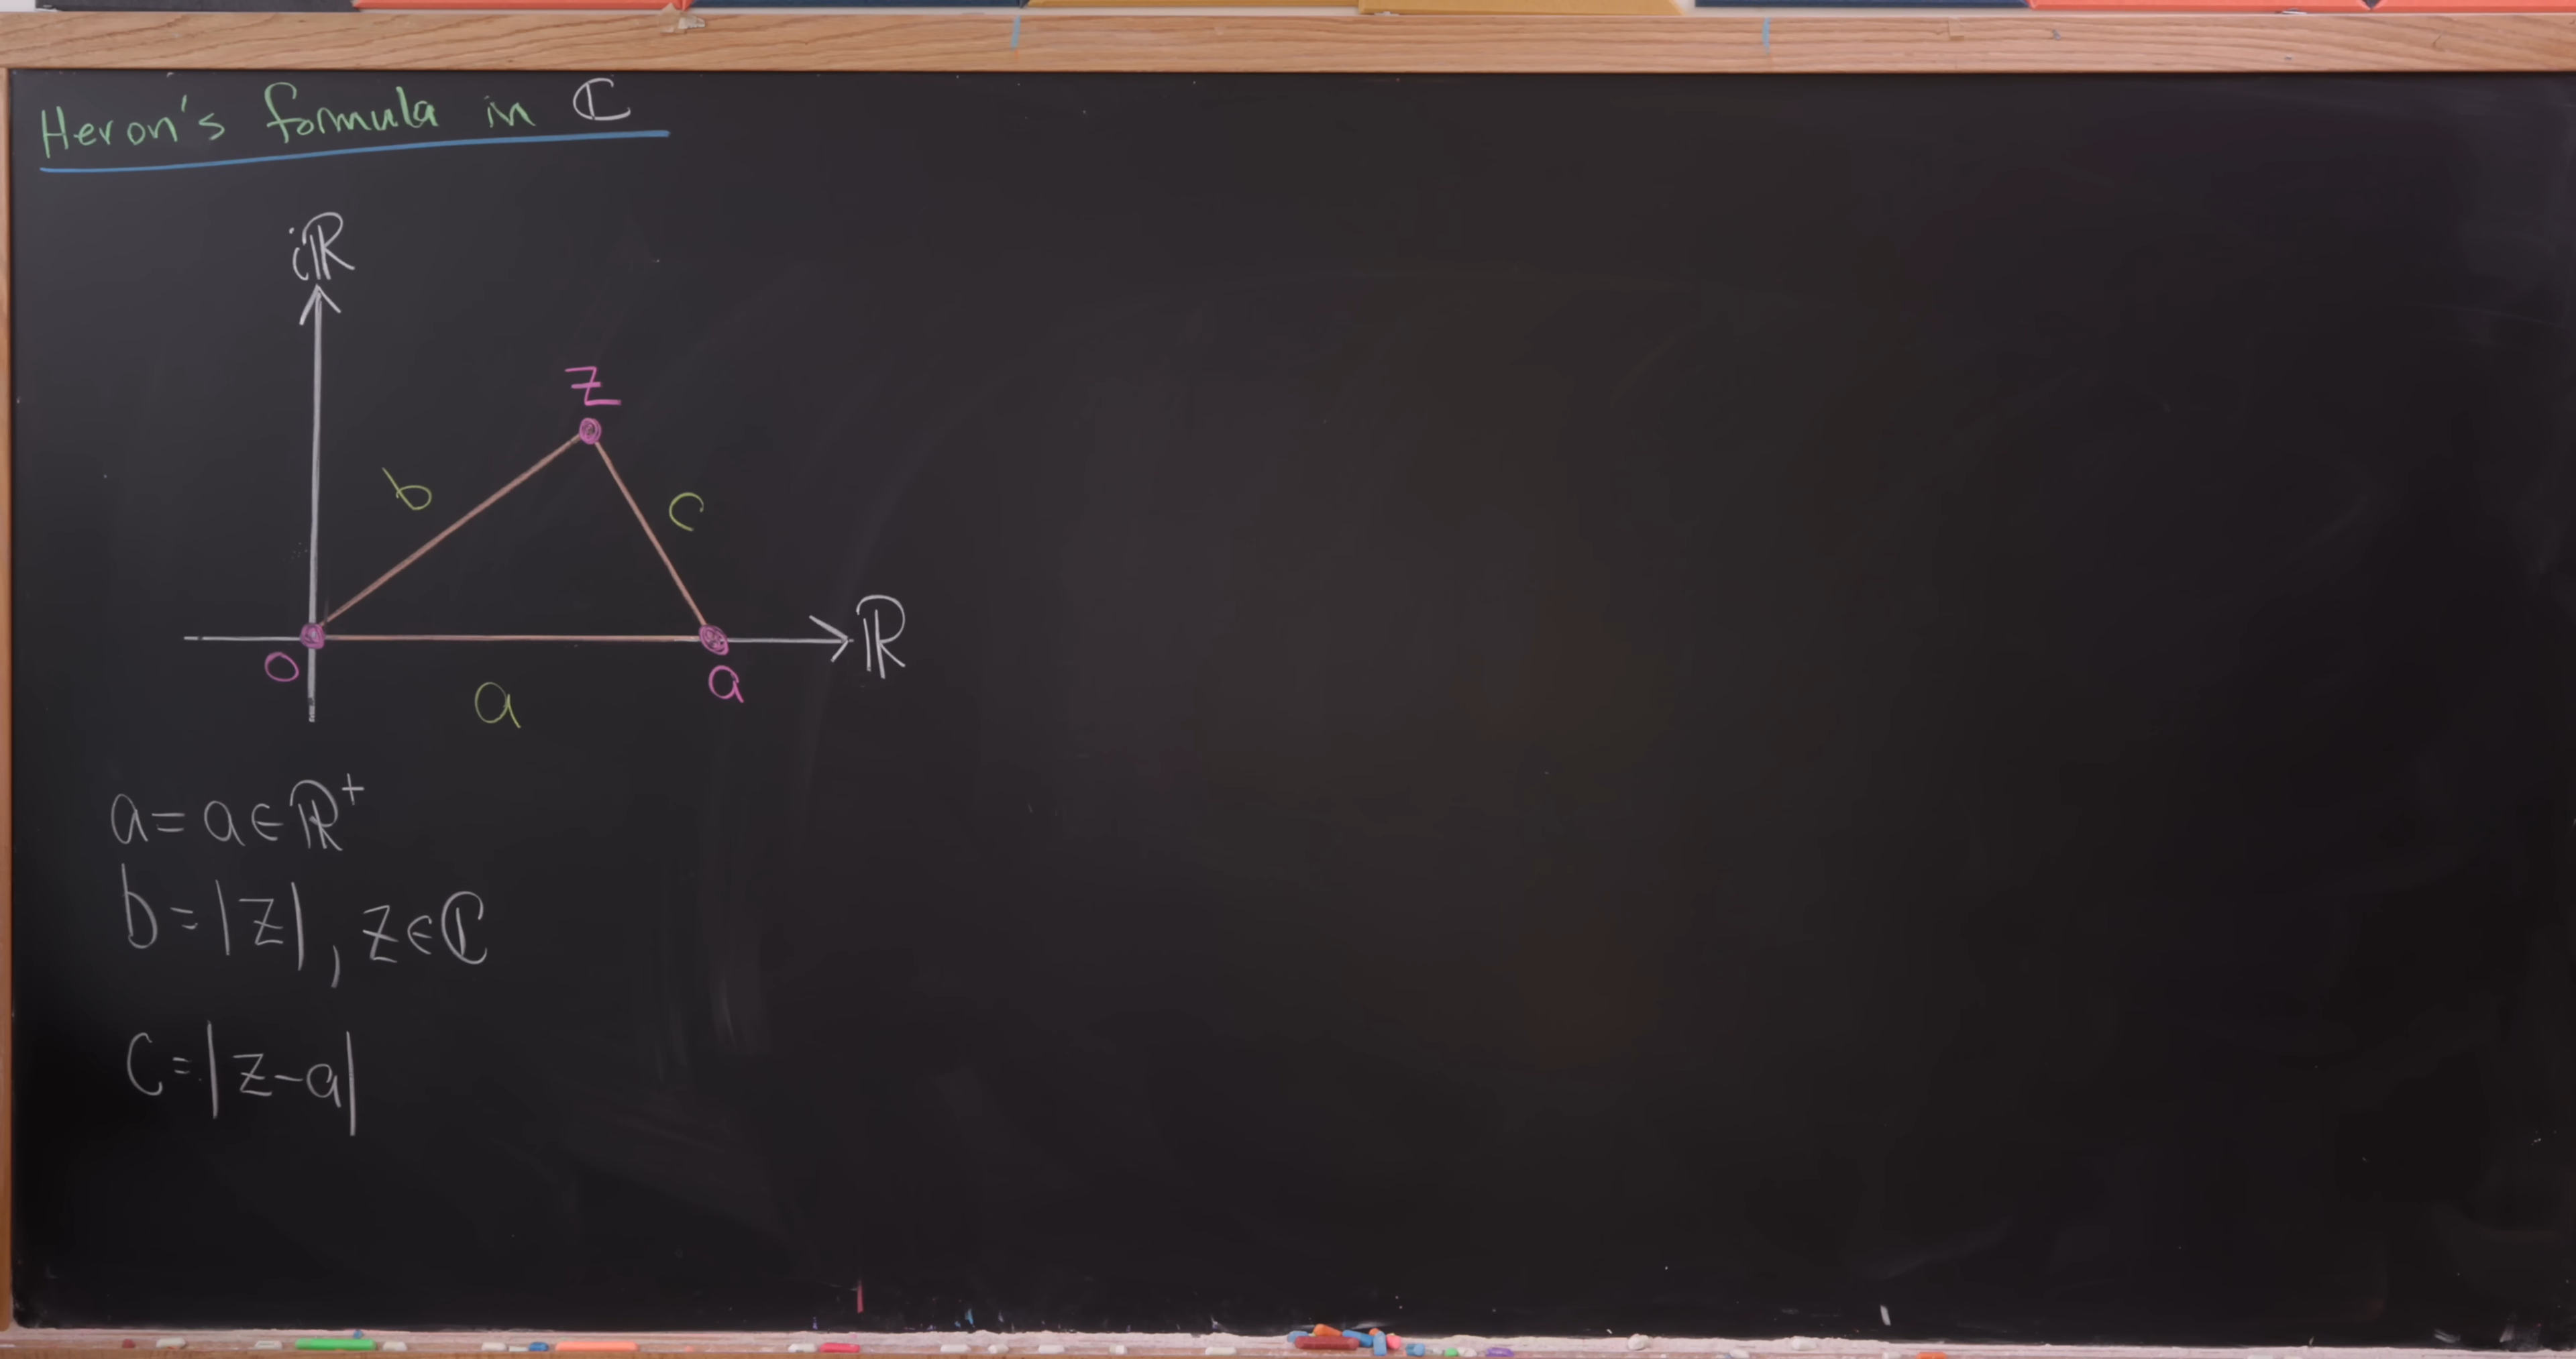 Heron's formula in ℂ
iℝ
z
b
c
0
a
ℝ
a
a = a ∈ ℝ⁺
b = |z|, z ∈ ℂ
c = |z-a|